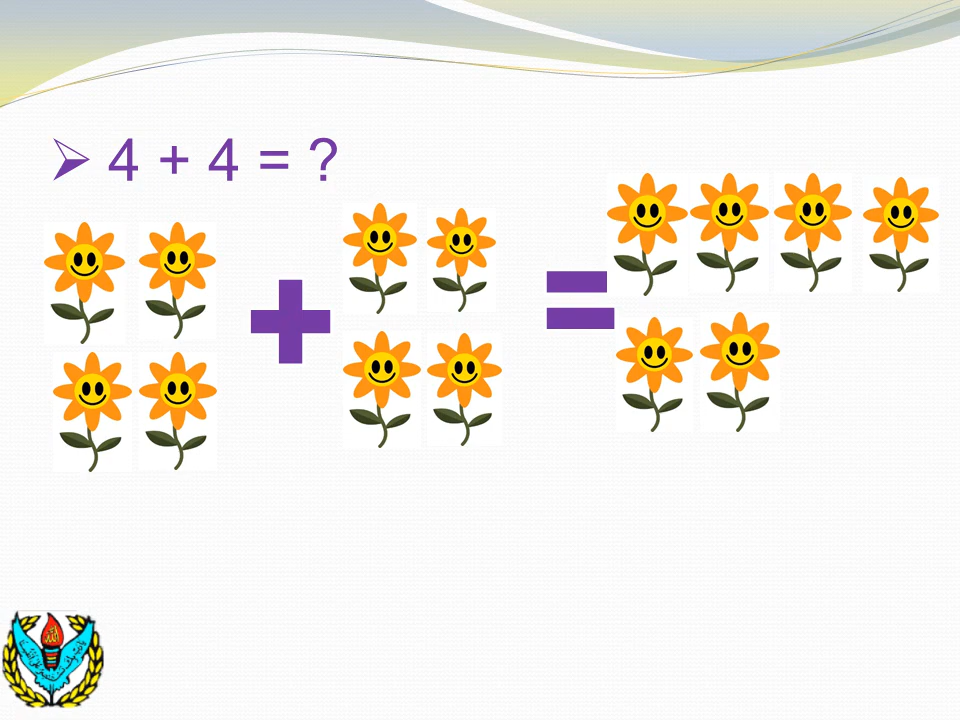 4 + 4 = ?
+
=